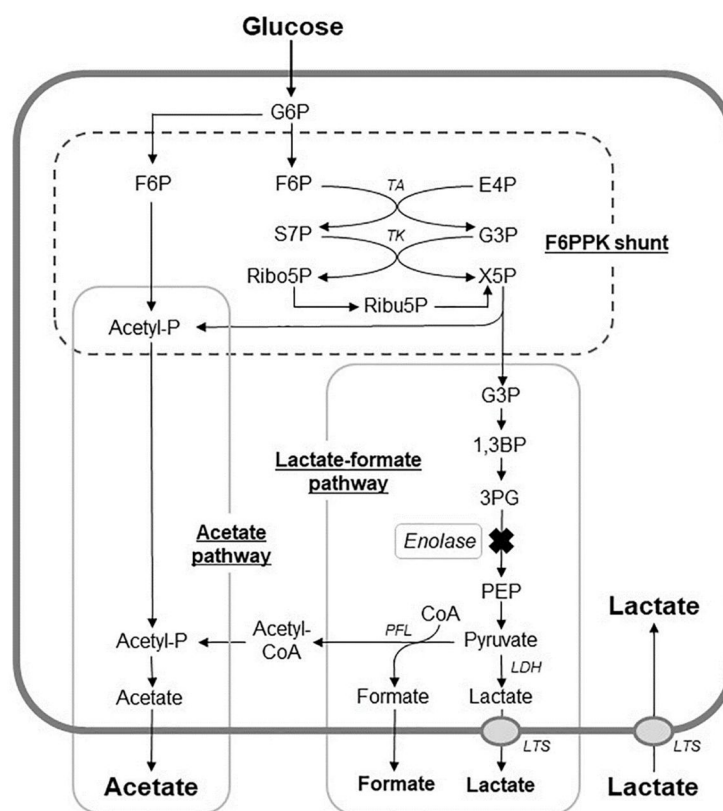 Glucose
G6P
F6P F6P TA E4P
S7P TK G3P
F6PPK shunt
Ribo5P X5P
Ribu5P
Acetyl-P
G3P
1,3BP
Lactate-formate
pathway
3PG
Acetate
pathway
Enolase
PEP
Lactate
CoA
Acetyl-P Acetyl-
CoA PFL Pyruvate
LDH
Acetate Formate Lactate
LTS LTS
Acetate Formate Lactate Lactate